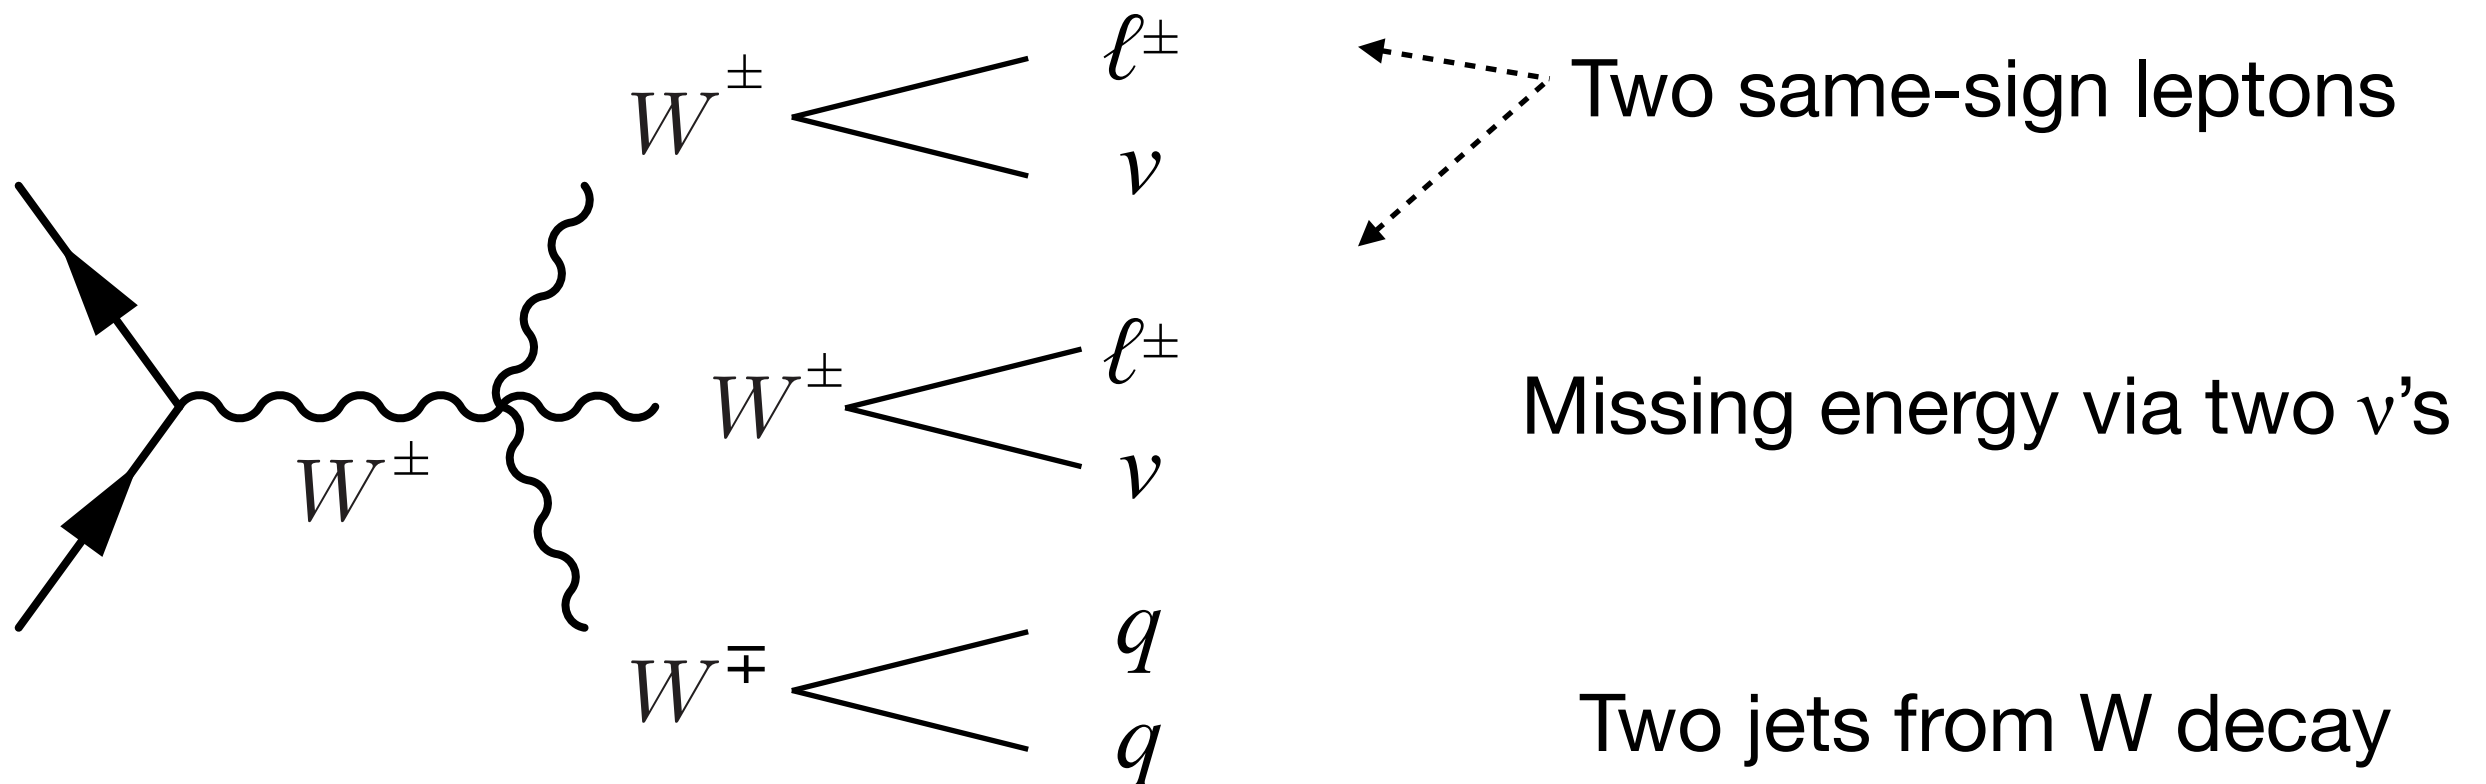 W± ℓ± Two same-sign leptons
ν
W± ℓ± Missing energy via two ν's
W± ν
W∓ q
q Two jets from W decay